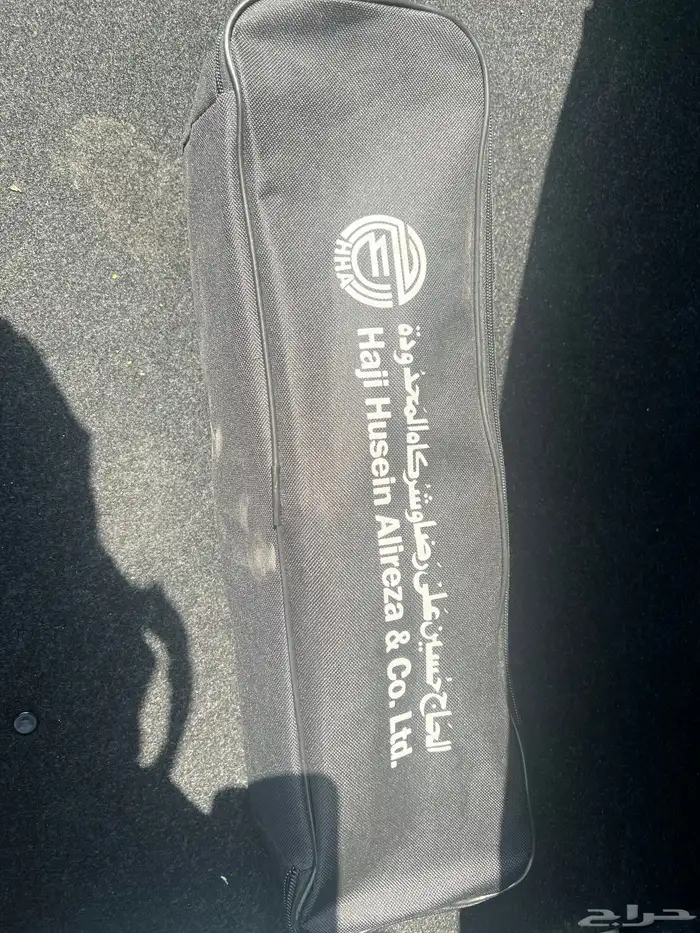 HHA
الحاج حسين علي رضا وشركاه المحدودة
Haji Husein Alireza & Co. Ltd.
حراج